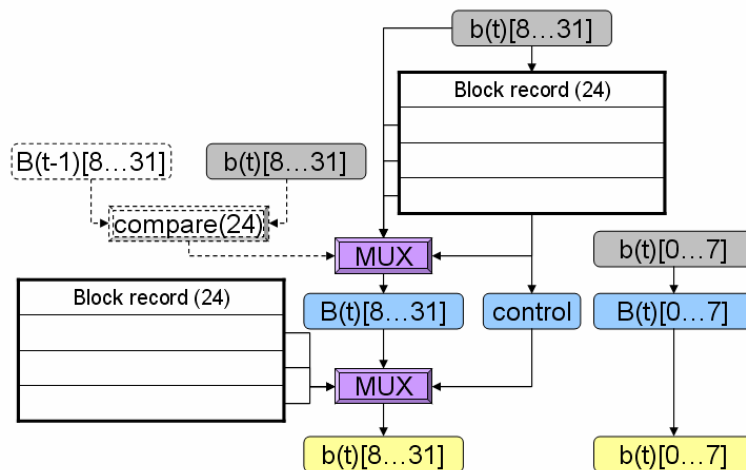 b(t)[8…31]
Block record (24)
B(t-1)[8…31]
b(t)[8…31]
compare(24)
MUX
b(t)[0…7]
Block record (24)
B(t)[8…31]
control
B(t)[0…7]
MUX
b(t)[8…31]
b(t)[0…7]